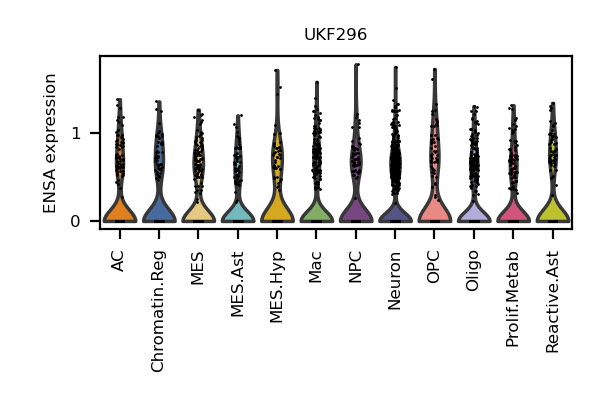 UKF296
ENSA expression
1
0
AC
Chromatin.Reg
MES
MES.Ast
MES.Hyp
Mac
NPC
Neuron
OPC
Oligo
Prolif.Metab
Reactive.Ast